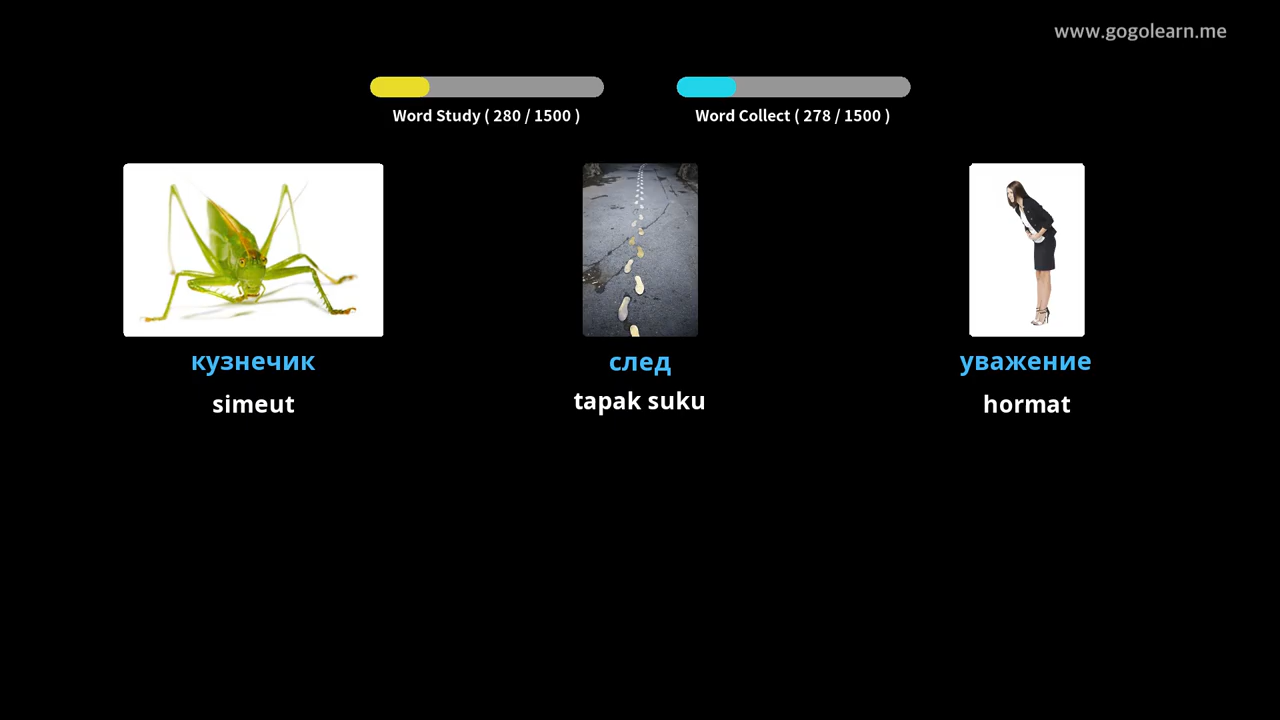 www.gogolearn.me
Word Study ( 280 / 1500 )
Word Collect ( 278 / 1500 )
кузнечик
simeut
след
tapak suku
уважение
hormat